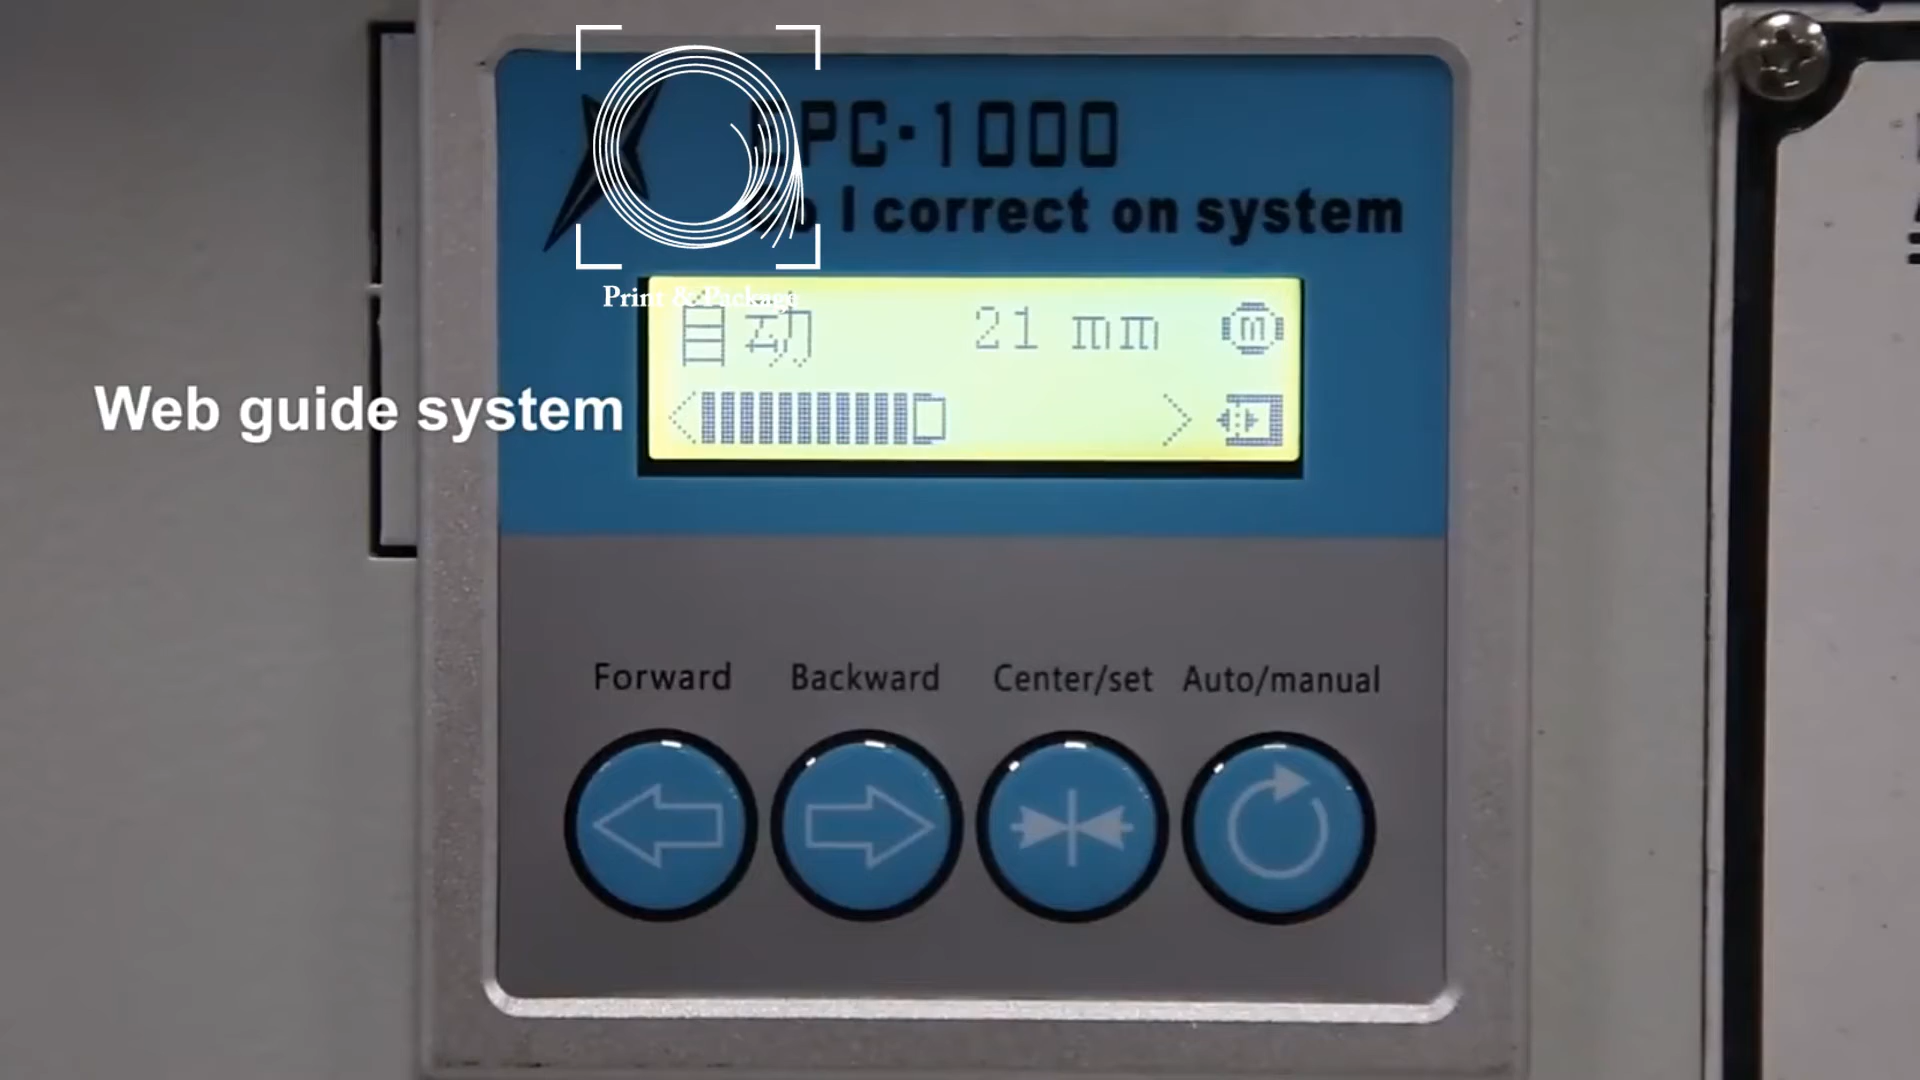 PC-1000
I correct on system
Print & Package
自动 21 mm
Web guide system
Forward Backward Center/set Auto/manual